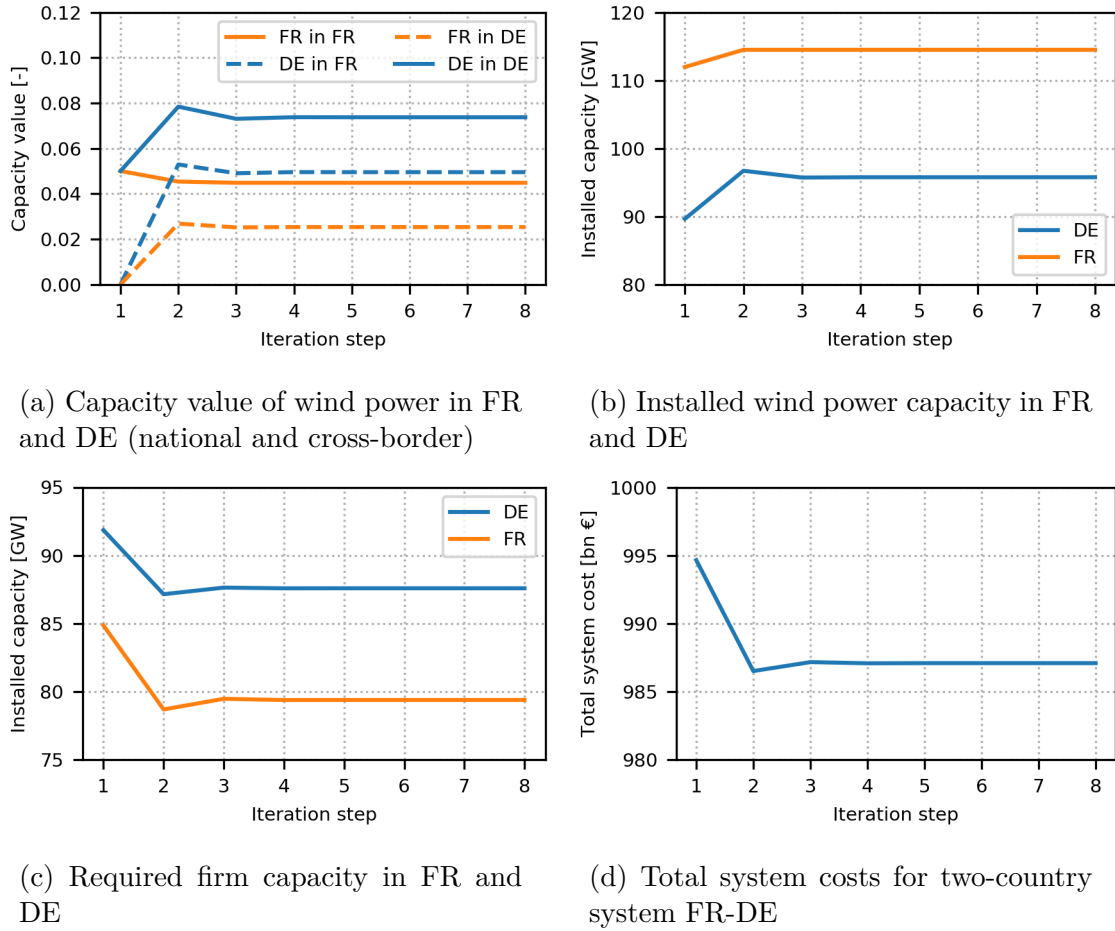 0.12
0.10
0.08
0.06
0.04
0.02
0.00
Capacity value [-]
FR in FR
DE in FR
FR in DE
DE in DE
1 2 3 4 5 6 7 8
Iteration step
(a) Capacity value of wind power in FR
and DE (national and cross-border)
120
110
100
90
80
Installed capacity [GW]
DE
FR
1 2 3 4 5 6 7 8
Iteration step
(b) Installed wind power capacity in FR
and DE
95
90
85
80
75
Installed capacity [GW]
DE
FR
1 2 3 4 5 6 7 8
Iteration step
(c) Required firm capacity in FR and
DE
1000
995
990
985
980
Total system cost [bn €]
1 2 3 4 5 6 7 8
Iteration step
(d) Total system costs for two-country
system FR-DE